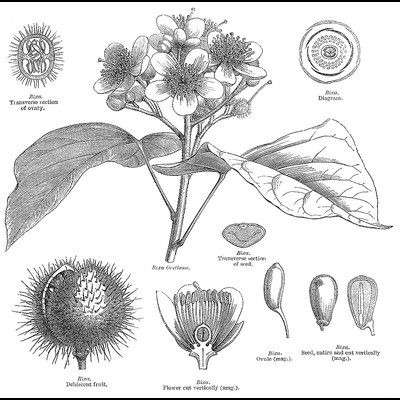 Bixa.
Transverse section
of ovary.
Bixa.
Diagram.
Bixa.
Transverse section
of seed.
Bixa Orellana.
Bixa.
Dehiscent fruit.
Bixa.
Flower cut vertically (mag.).
Bixa.
Ovule (mag.).
Bixa.
Seed, entire and cut vertically
(mag.).